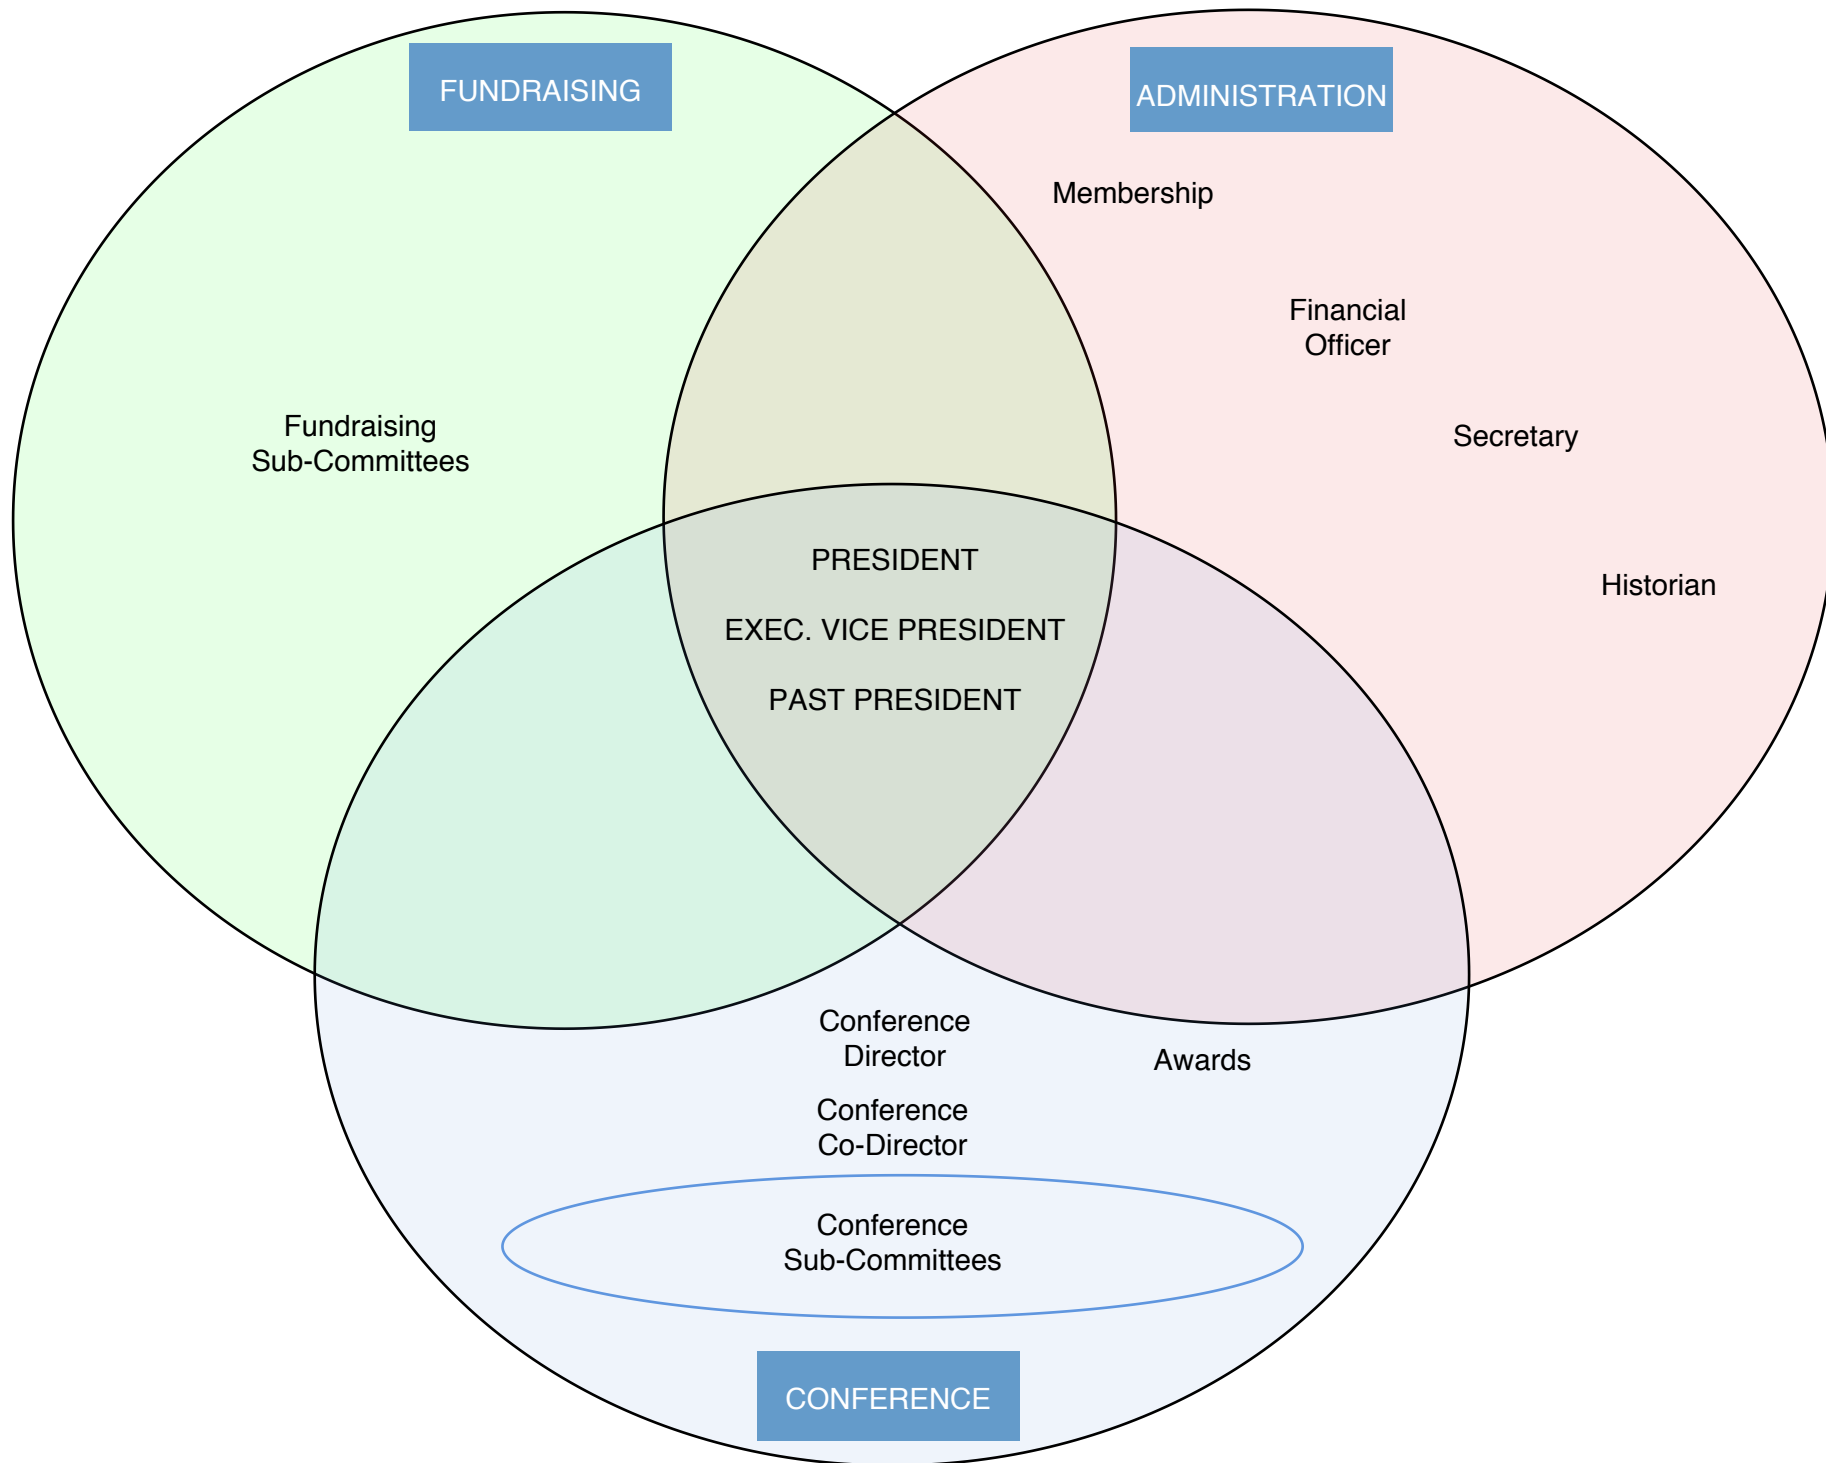 FUNDRAISING
ADMINISTRATION
Membership
Financial
Officer
Fundraising
Sub-Committees
Secretary
PRESIDENT
Historian
EXEC. VICE PRESIDENT
PAST PRESIDENT
Conference
Director
Awards
Conference
Co-Director
Conference
Sub-Committees
CONFERENCE